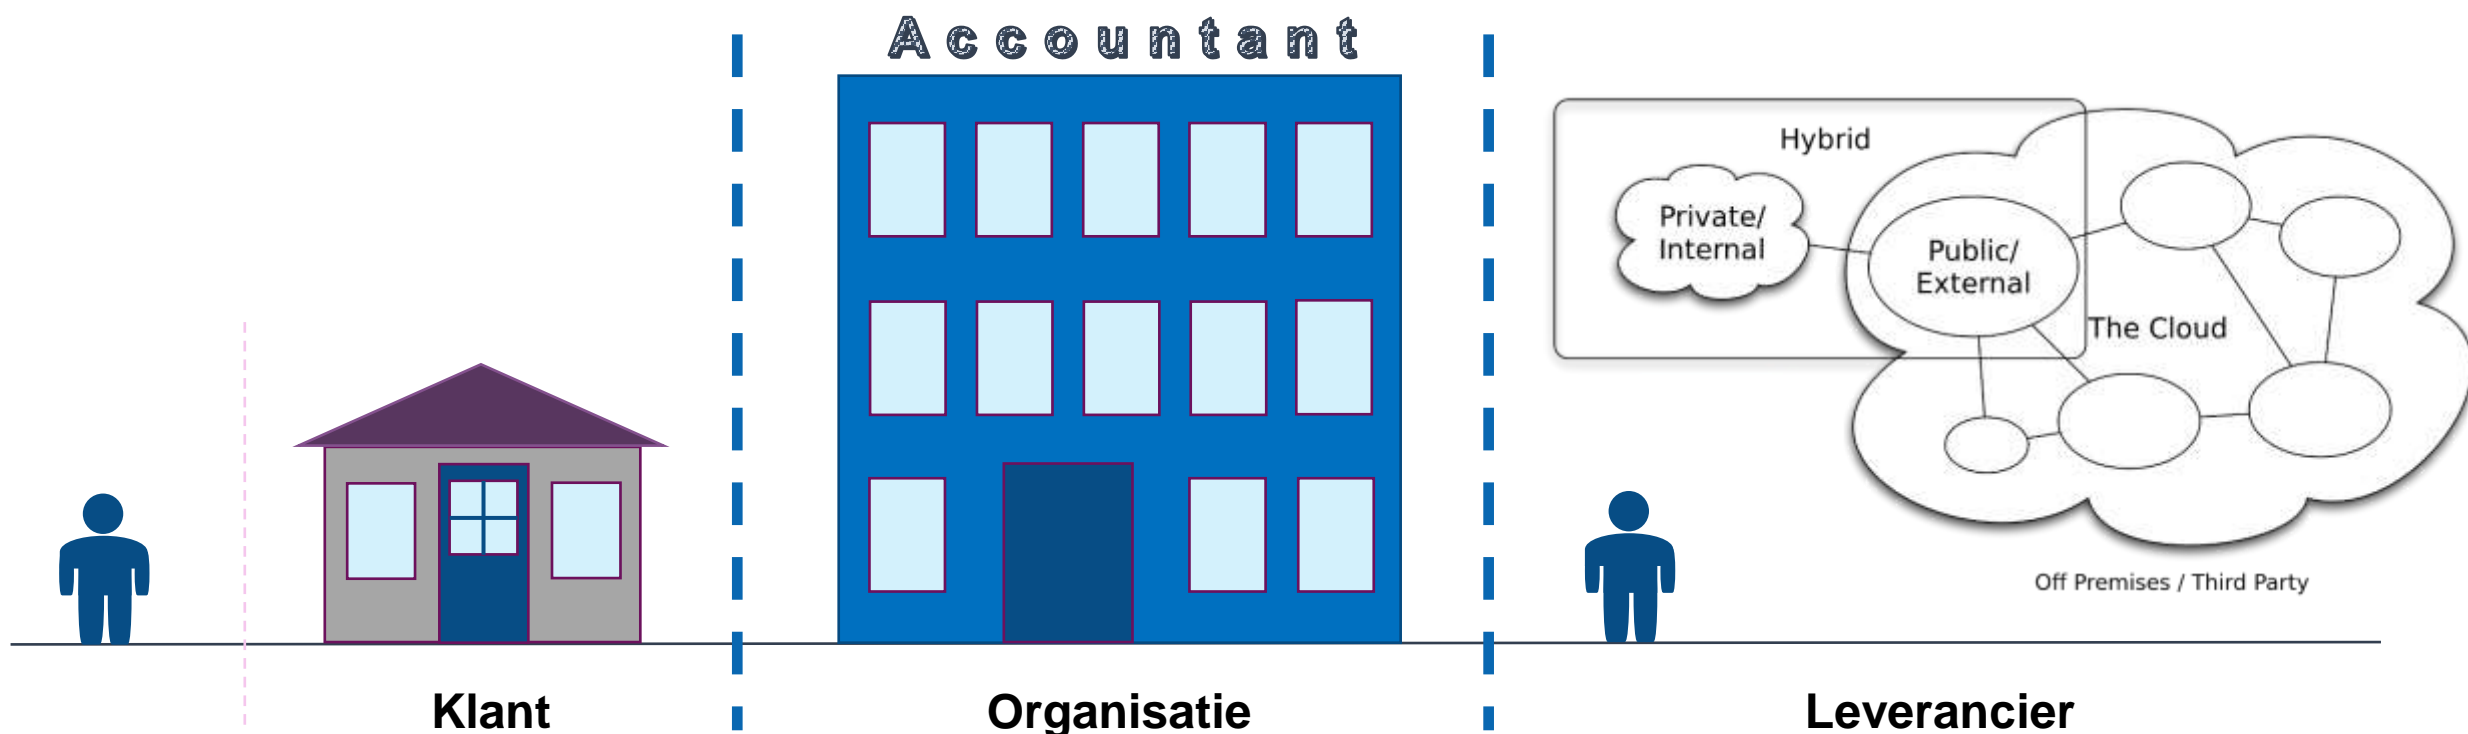 Accountant
Hybrid
Private/
Internal
Public/
External
The Cloud
Off Premises / Third Party
Klant
Organisatie
Leverancier